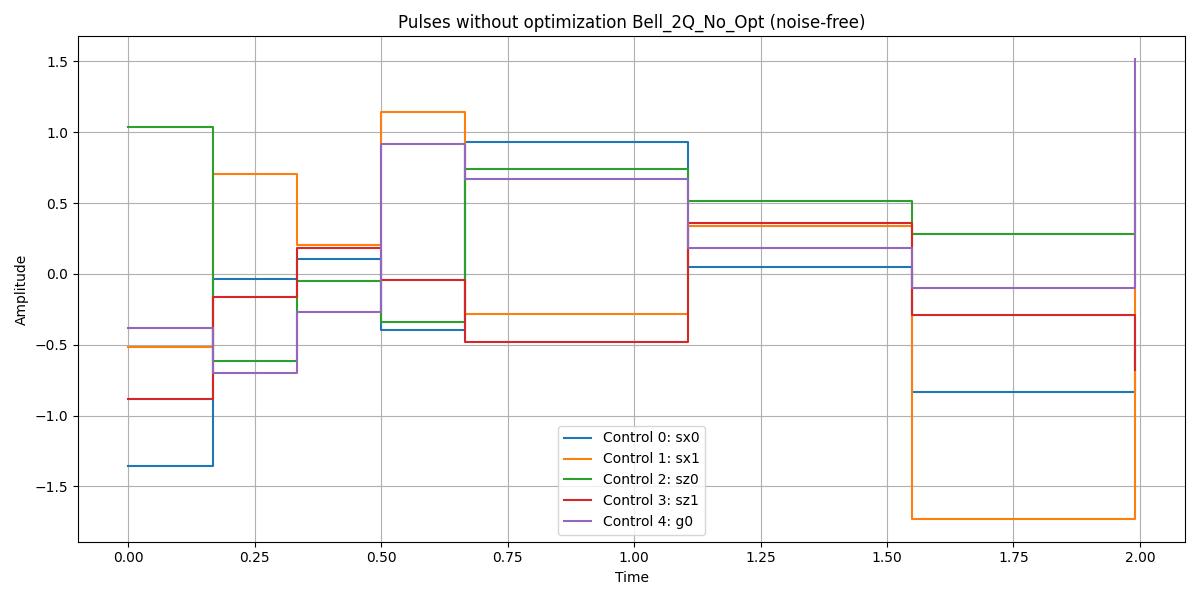 Pulses without optimization Bell_2Q_No_Opt (noise-free)
Amplitude
1.5
1.0
0.5
0.0
−0.5
−1.0
−1.5
Control 0: sx0
Control 1: sx1
Control 2: sz0
Control 3: sz1
Control 4: g0
0.00 0.25 0.50 0.75 1.00 1.25 1.50 1.75 2.00
Time